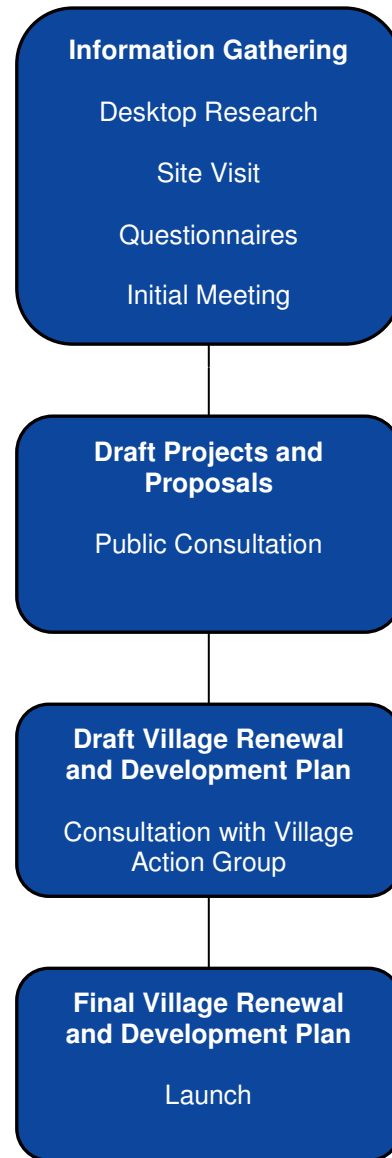 Information Gathering
Desktop Research
Site Visit
Questionnaires
Initial Meeting
Draft Projects and
Proposals
Public Consultation
Draft Village Renewal
and Development Plan
Consultation with Village
Action Group
Final Village Renewal
and Development Plan
Launch